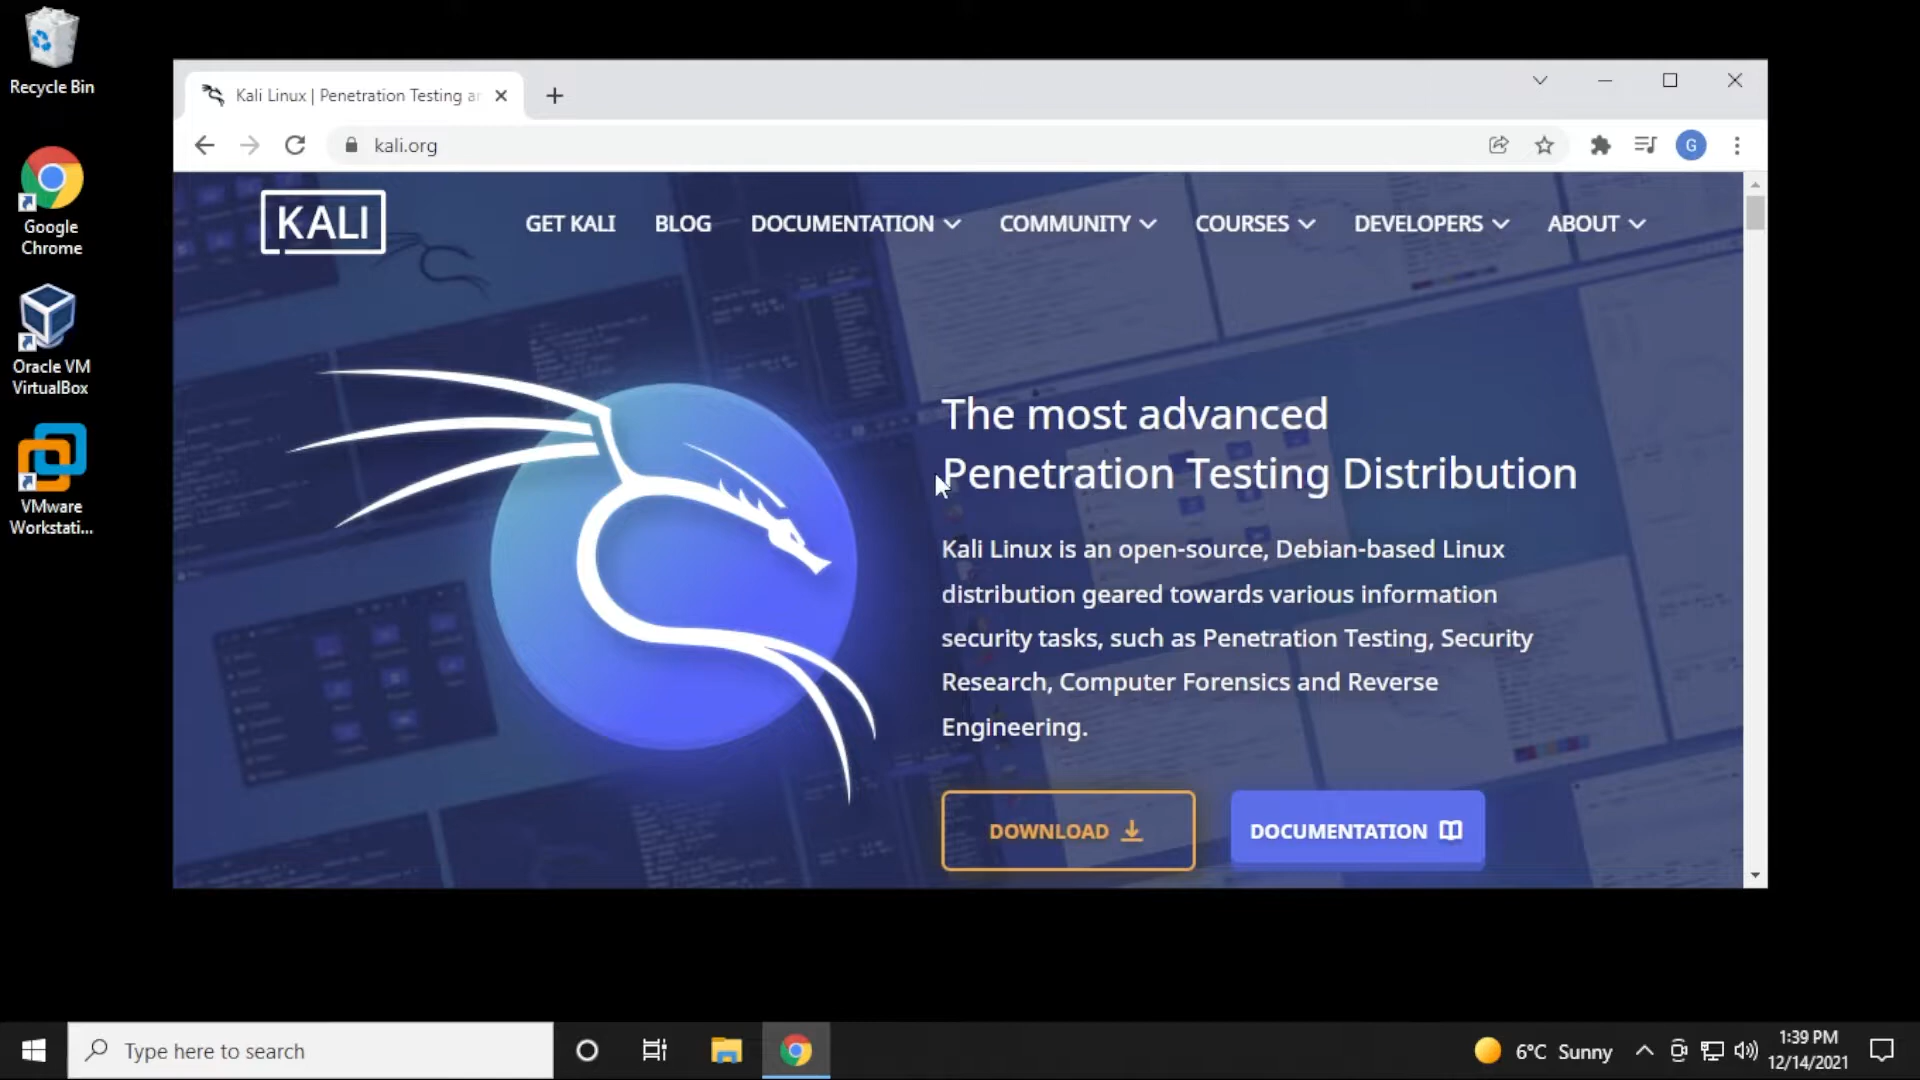 Recycle Bin
Google
Chrome
Oracle VM
VirtualBox
VMware
Workstati...
Kali Linux | Penetration Testing ar
kali.org
G
KALI
GET KALI
BLOG
DOCUMENTATION
COMMUNITY
COURSES
DEVELOPERS
ABOUT
The most advanced
Penetration Testing Distribution
Kali Linux is an open-source, Debian-based Linux
distribution geared towards various information
security tasks, such as Penetration Testing, Security
Research, Computer Forensics and Reverse
Engineering.
DOWNLOAD
DOCUMENTATION
Type here to search
6°C Sunny
1:39 PM
12/14/2021